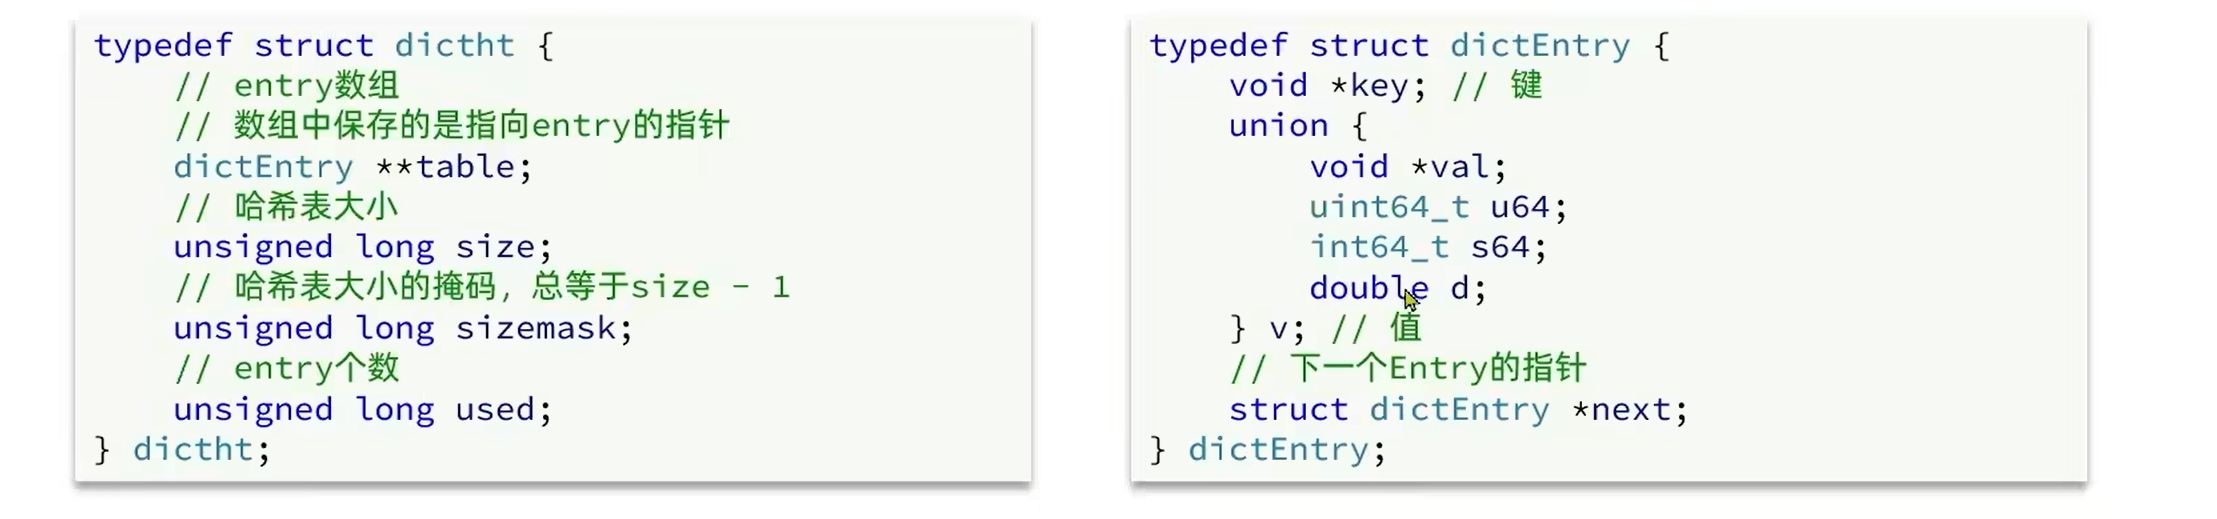 typedef struct dictht {
    // entry数组
    // 数组中保存的是指向entry的指针
    dictEntry **table;
    // 哈希表大小
    unsigned long size;
    // 哈希表大小的掩码，总等于size - 1
    unsigned long sizemask;
    // entry个数
    unsigned long used;
} dictht;
typedef struct dictEntry {
    void *key; // 键
    union {
        void *val;
        uint64_t u64;
        int64_t s64;
        double d;
    } v; // 值
    // 下一个Entry的指针
    struct dictEntry *next;
} dictEntry;